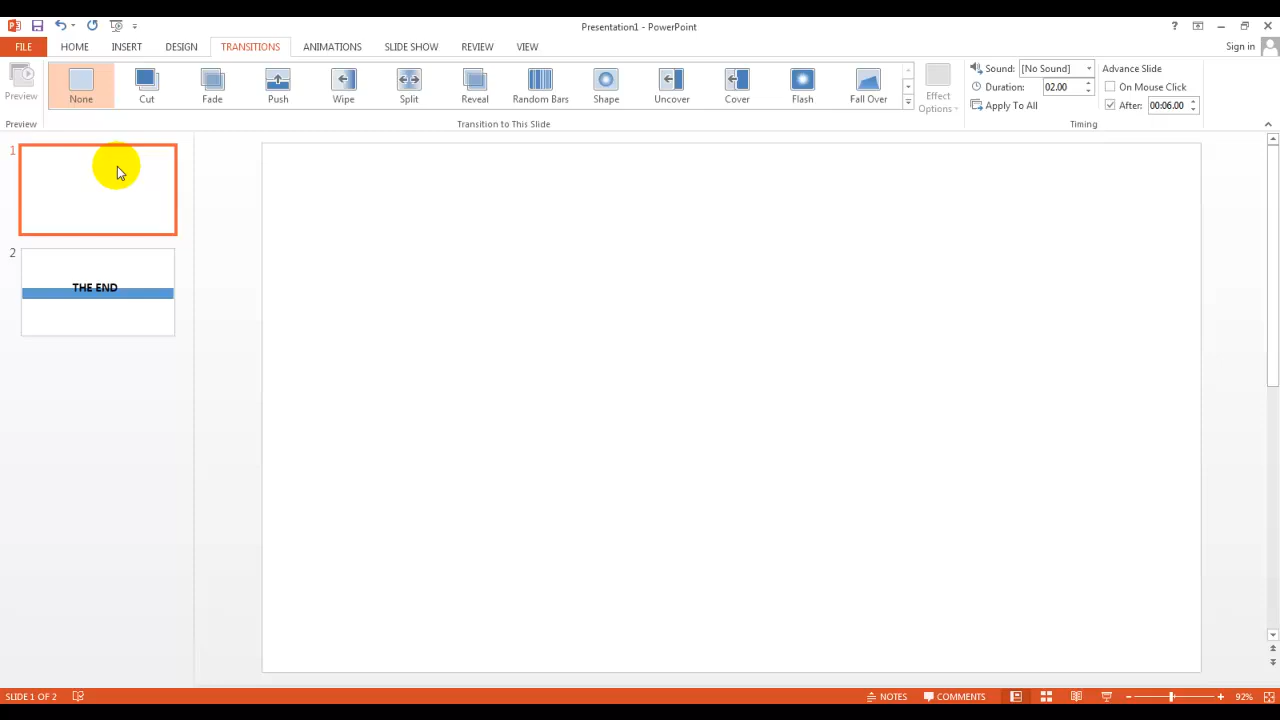 Presentation1 - PowerPoint
?
FILE HOME INSERT DESIGN TRANSITIONS ANIMATIONS SLIDE SHOW REVIEW VIEW Sign in
Preview None Cut Fade Push Wipe Split Reveal Random Bars Shape Uncover Cover Flash Fall Over Effect Options
Sound: [No Sound] Advance Slide
Duration: 02.00 On Mouse Click
Apply To All After: 00:06.00
Preview Transition to This Slide Timing
1
2
THE END
SLIDE 1 OF 2 NOTES COMMENTS 92%